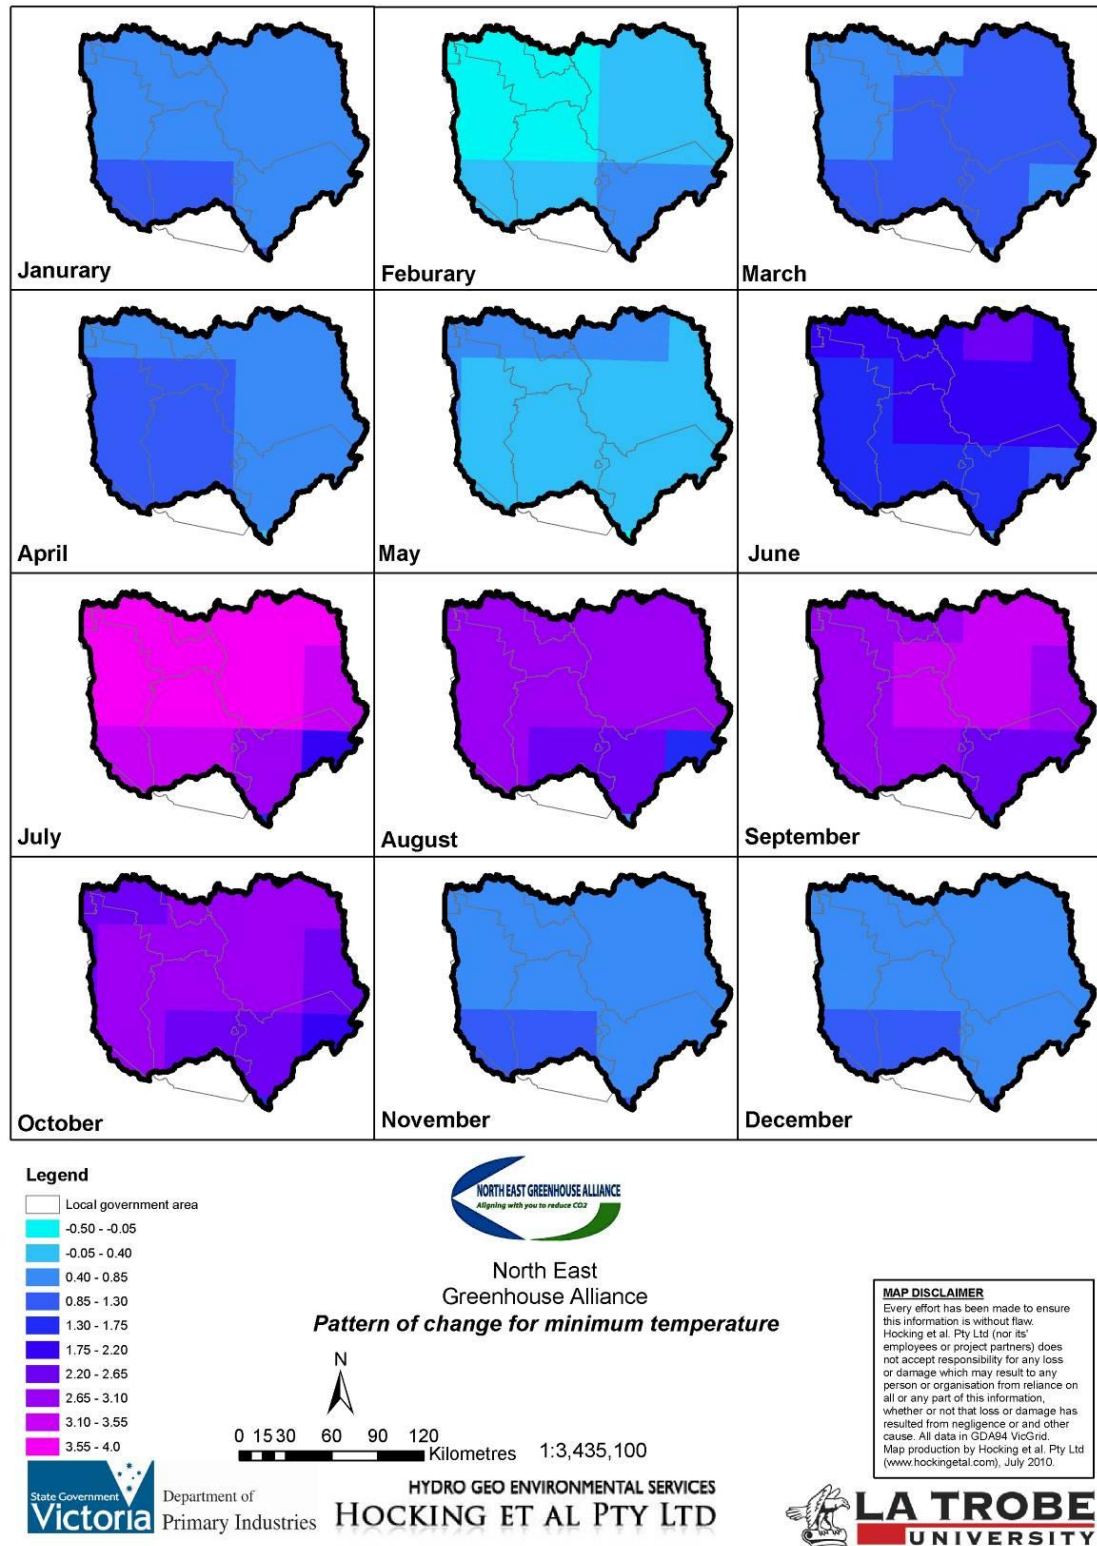 Janurary
Feburary
March
April
May
June
July
August
September
October
November
December
Legend
Local government area
-0.50 - -0.05
-0.05 - 0.40
0.40 - 0.85
0.85 - 1.30
1.30 - 1.75
1.75 - 2.20
2.20 - 2.65
2.65 - 3.10
3.10 - 3.55
3.55 - 4.0
NORTH EAST GREENHOUSE ALLIANCE
Aligning with you to reduce CO2
North East
Greenhouse Alliance
Pattern of change for minimum temperature
N
0 15 30 60 90 120
Kilometres
1:3,435,100
MAP DISCLAIMER
Every effort has been made to ensure
this information is without flaw.
Hocking et al. Pty Ltd (nor its'
employees or project partners) does
not accept responsibility for any loss
or damage which may result to any
person or organisation from reliance on
all or any part of this information,
whether or not that loss or damage has
resulted from negligence or and other
cause. All data in GDA94 VicGrid.
Map production by Hocking et al. Pty Ltd
(www.hockingetal.com), July 2010.
State Government
Victoria
Department of
Primary Industries
HYDRO GEO ENVIRONMENTAL SERVICES
HOCKING ET AL PTY LTD
LA TROBE
UNIVERSITY